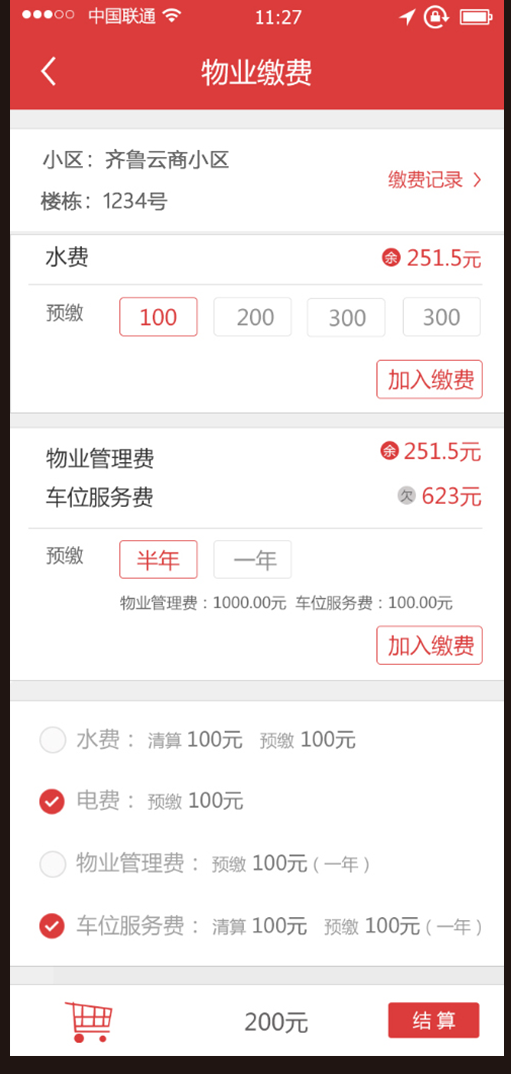 中国联通 11:27
物业缴费
小区：齐鲁云商小区
缴费记录
楼栋：1234号
水费 余 251.5元
预缴 100 200 300 300
加入缴费
物业管理费 余 251.5元
车位服务费 欠 623元
预缴 半年 一年
物业管理费：1000.00元 车位服务费：100.00元
加入缴费
水费： 清算 100元 预缴 100元
电费： 预缴 100元
物业管理费： 预缴 100元 (一年)
车位服务费： 清算 100元 预缴 100元 (一年)
200元 结算